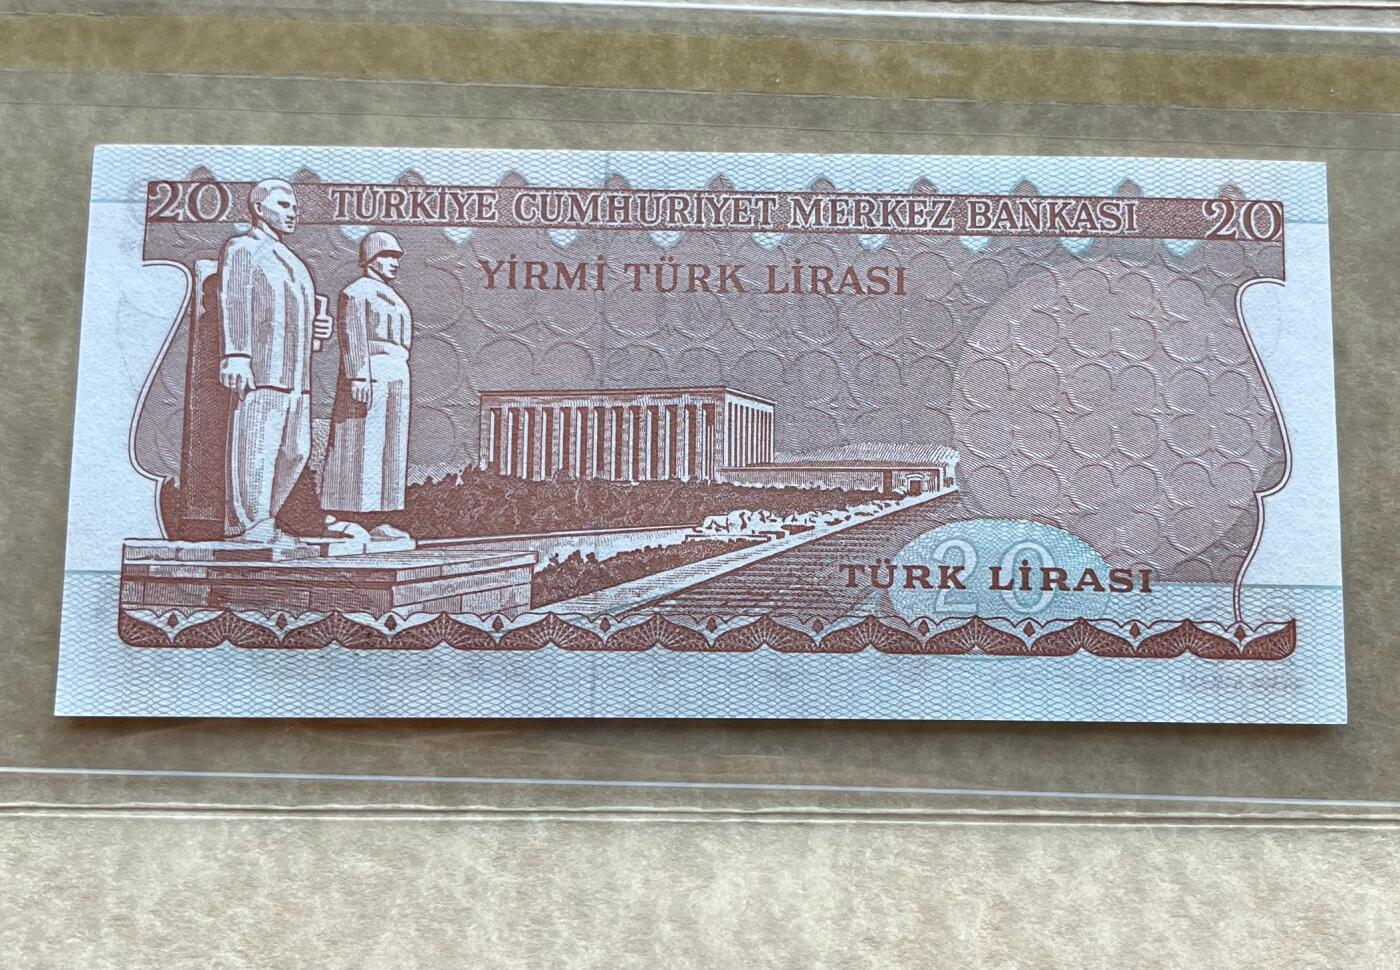 20 TÜRKİYE CUMHURİYET MERKEZ BANKASI 20
YİRMİ TÜRK LİRASI
20
TÜRK LİRASI